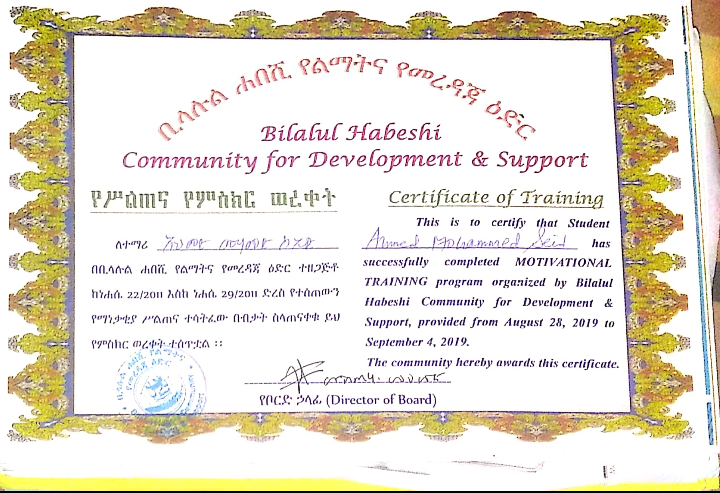 ቢላሉል ሐበሺ የልማትና የመረዳጃ ዕድር
Bilalul Habeshi
Community for Development & Support
የሥልጠና የምስክር ወረቀት
ለተማሪ አህመድ መሃመድ ሰይድ
በቢላሉል ሐበሺ የልማትና የመረዳጃ ዕድር ተዘጋጅቶ
ከነሐሴ 22/2011 እስከ ነሐሴ 29/2011 ድረስ የተሰጠውን
የማነቃቂያ ሥልጠና ተሳትፈው በብቃት ስላጠናቀቁ ይህ
የምስክር ወረቀት ተሰጥቷል ፡፡
Certificate of Training
This is to certify that Student
Ahmed Mohammed Seid has
successfully completed MOTIVATIONAL
TRAINING program organized by Bilalul
Habeshi Community for Development &
Support, provided from August 28, 2019 to
September 4, 2019.
The community hereby awards this certificate.
የቦርድ ኃላፊ (Director of Board)